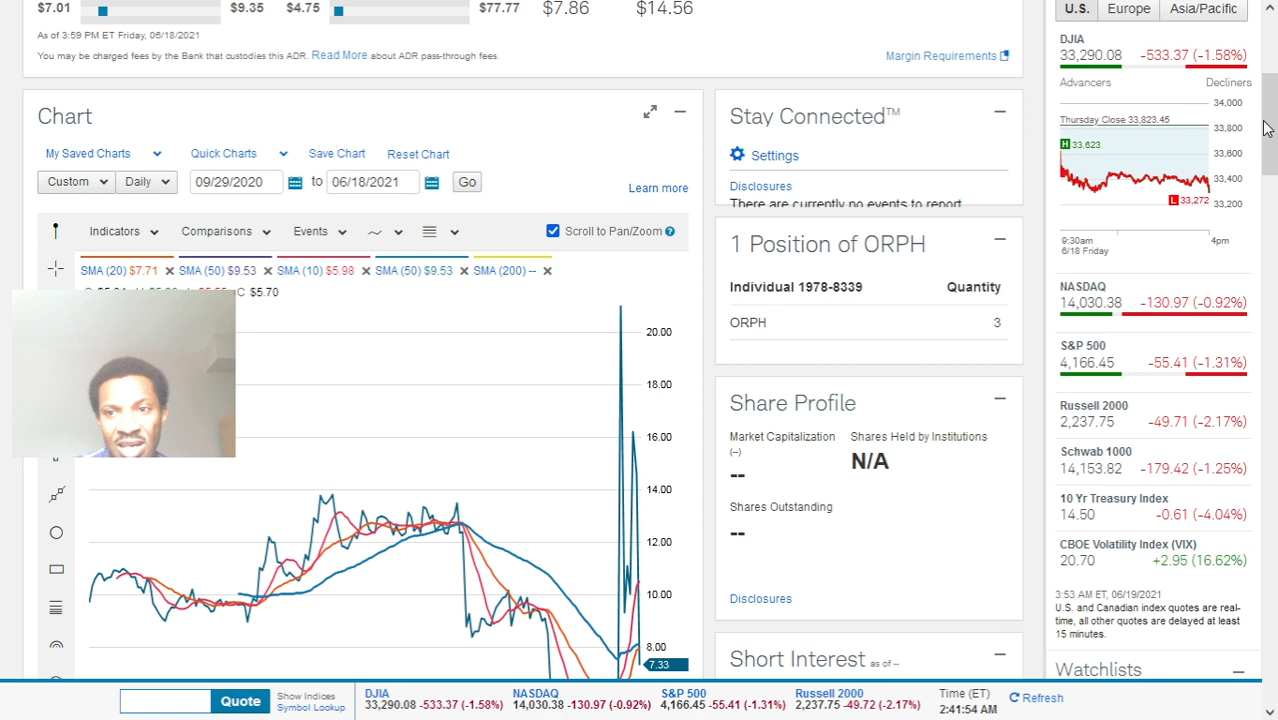 $7.01 $9.35 $4.75 $77.77 $7.86 $14.56
As of 3:59 PM ET Friday, 06/18/2021
You may be charged fees by the Bank that custodies this ADR. Read More about ADR pass-through fees.
Margin Requirements
Chart
My Saved Charts Quick Charts Save Chart Reset Chart
Custom Daily 09/29/2020 to 06/18/2021 Go
Learn more
Indicators Comparisons Events Scroll to Pan/Zoom ?
SMA (20) $7.71 × SMA (50) $9.53 × SMA (10) $5.98 × SMA (50) $9.53 × SMA (200) -- ×
C $5.70
20.00
18.00
16.00
14.00
12.00
10.00
8.00
7.33
Stay Connected™
Settings
Disclosures
There are currently no events to report
1 Position of ORPH
Individual 1978-8339 Quantity
ORPH 3
Share Profile
Market Capitalization Shares Held by Institutions
(--)
N/A
--
Shares Outstanding
--
Disclosures
Short Interest as of --
U.S. Europe Asia/Pacific
DJIA
33,290.08 -533.37 (-1.58%)
Advancers Decliners
34,000
Thursday Close 33,823.45
33,800
H 33,623
33,600
33,400
L 33,272
33,200
9:30am 4pm
6/18 Friday
NASDAQ
14,030.38 -130.97 (-0.92%)
S&P 500
4,166.45 -55.41 (-1.31%)
Russell 2000
2,237.75 -49.71 (-2.17%)
Schwab 1000
14,153.82 -179.42 (-1.25%)
10 Yr Treasury Index
14.50 -0.61 (-4.04%)
CBOE Volatility Index (VIX)
20.70 +2.95 (16.62%)
3:53 AM ET, 06/19/2021
U.S. and Canadian index quotes are real-
time, all other quotes are delayed at least
15 minutes.
Watchlists
Quote
Show Indices
Symbol Lookup
DJIA
33,290.08 -533.37 (-1.58%)
NASDAQ
14,030.38 -130.97 (-0.92%)
S&P 500
4,166.45 -55.41 (-1.31%)
Russell 2000
2,237.75 -49.72 (-2.17%)
Time (ET)
2:41:54 AM
Refresh